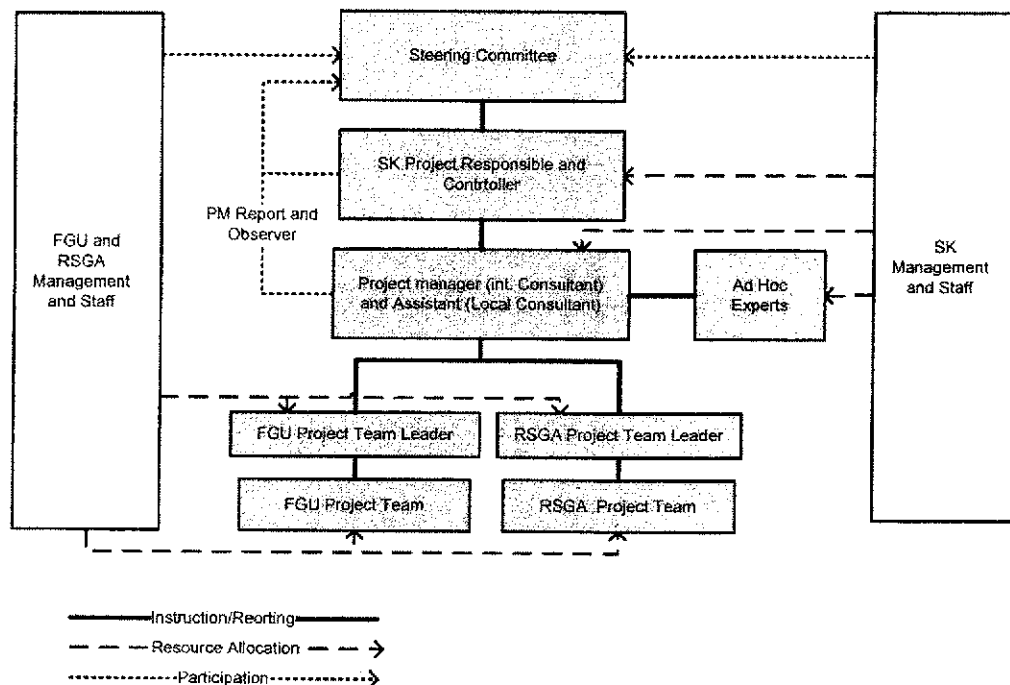 Steering Committee
SK Project Responsible and
Contrtoller
PM Report and
Observer
FGU and
RSGA
Management
and Staff
Project manager (int. Consultant)
and Assistant (Local Consultant)
Ad Hoc
Experts
SK
Management
and Staff
FGU Project Team Leader
RSGA Project Team Leader
FGU Project Team
RSGA Project Team
Instruction/Reorting
Resource Allocation
Participation